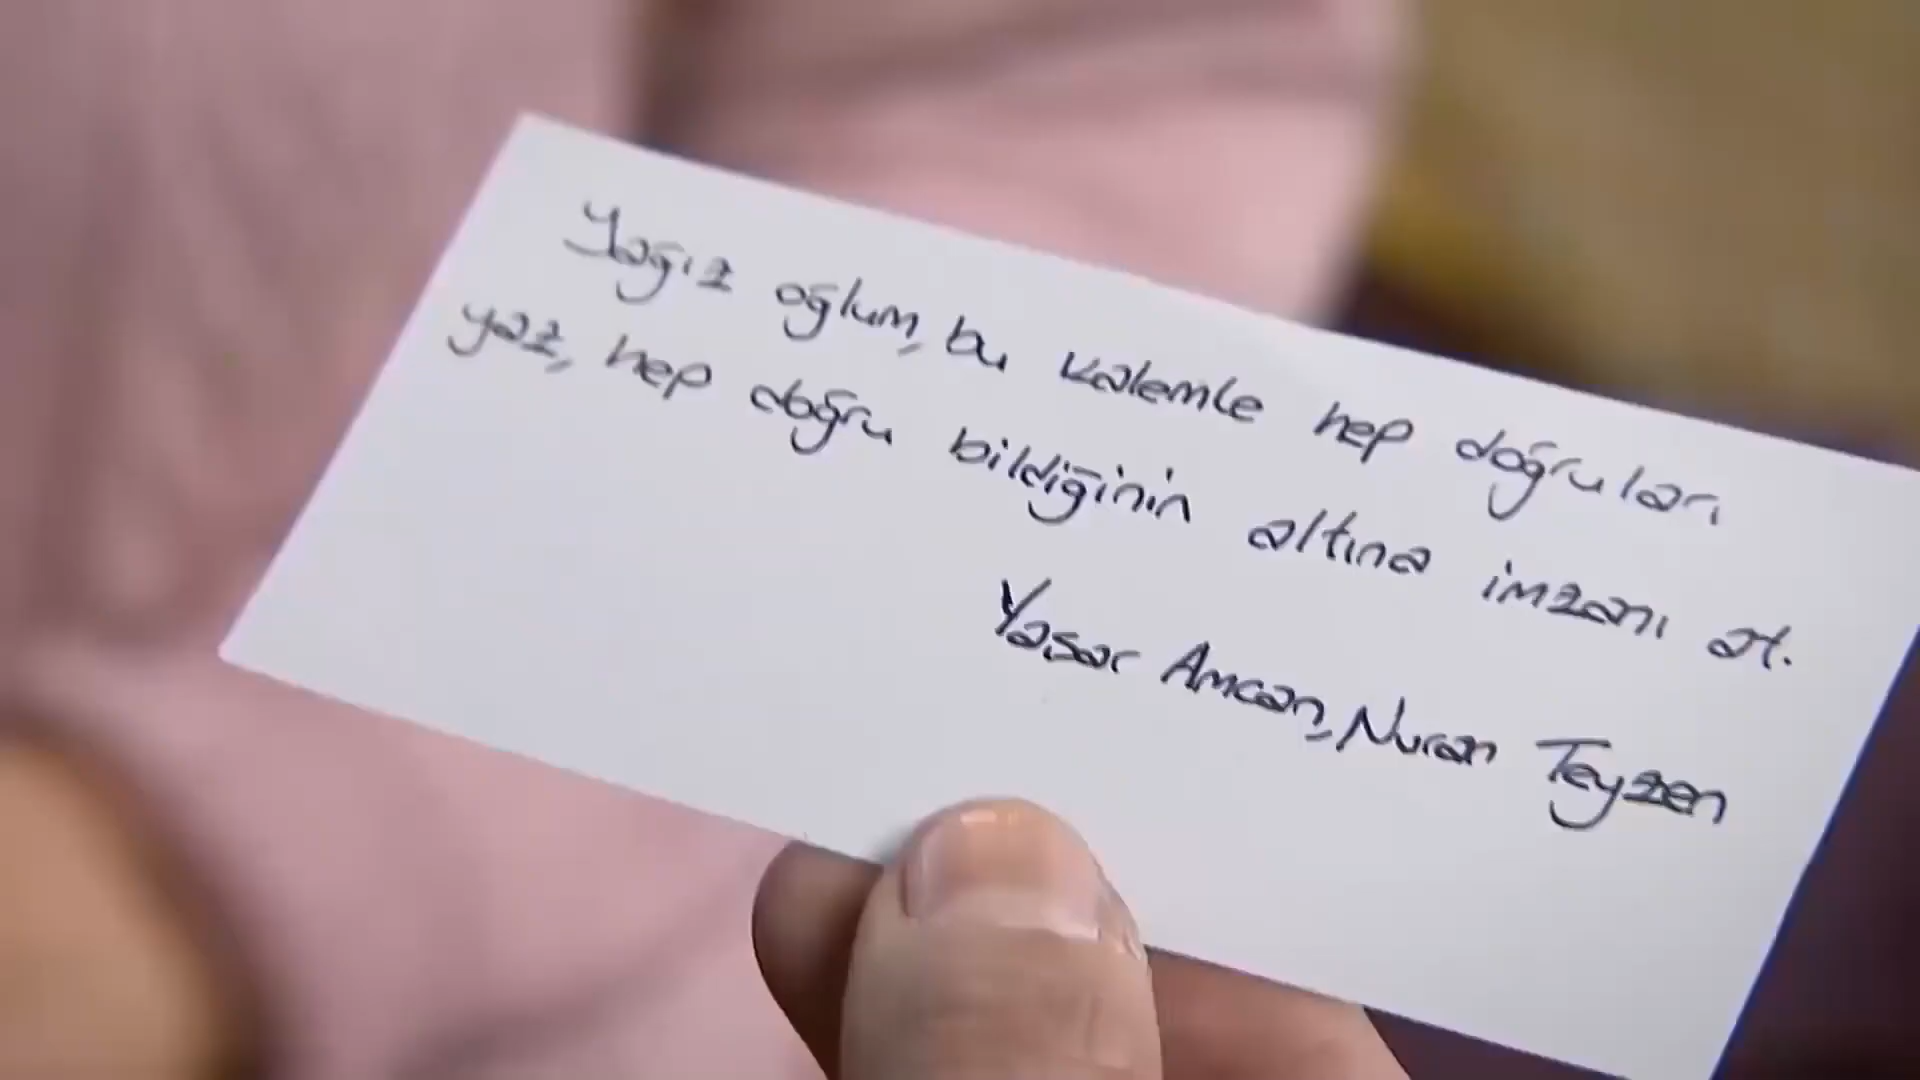 Yağız oğlum, bu kalemle hep doğruları
yaz, hep doğru bildiğinin altına imzanı at.
Yaşar Amcan, Nuran Teyzen